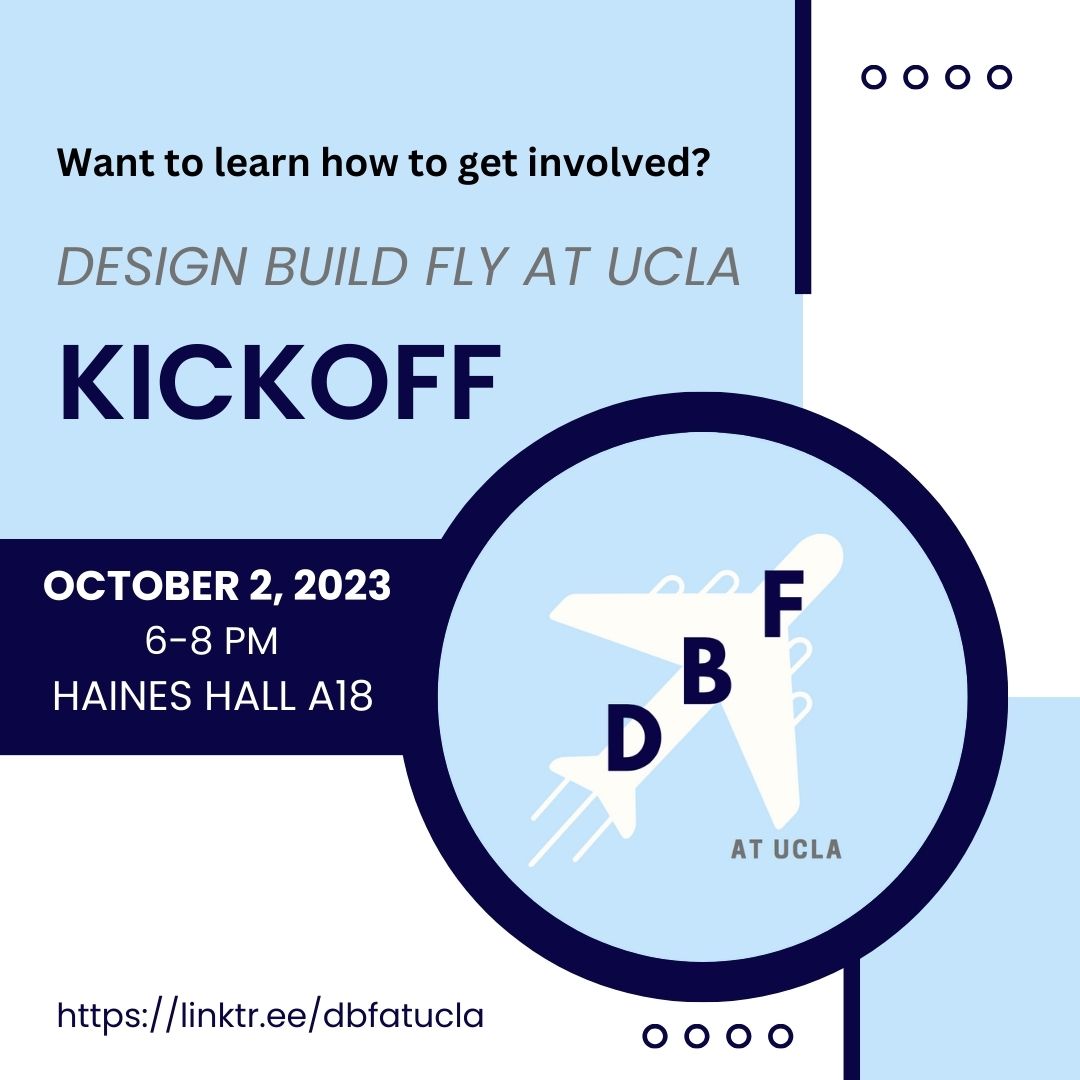 Want to learn how to get involved?
DESIGN BUILD FLY AT UCLA
KICKOFF
OCTOBER 2, 2023
6-8 PM
HAINES HALL A18
D B F
AT UCLA
https://linktr.ee/dbfatucla